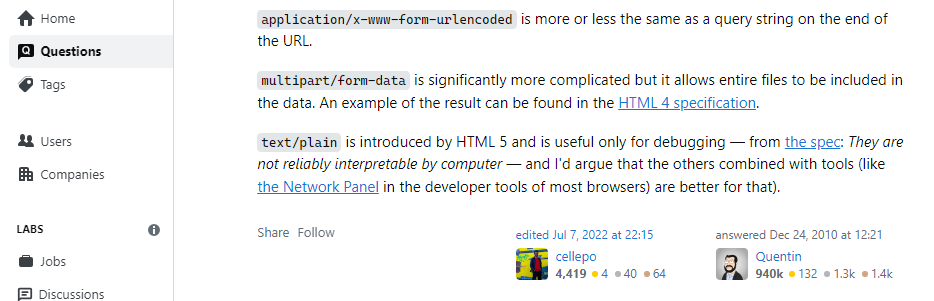 Home
Questions
Tags
Users
Companies
LABS
Jobs
Discussions
application/x-www-form-urlencoded is more or less the same as a query string on the end of
the URL.
multipart/form-data is significantly more complicated but it allows entire files to be included in
the data. An example of the result can be found in the HTML 4 specification.
text/plain is introduced by HTML 5 and is useful only for debugging — from the spec: They are
not reliably interpretable by computer — and I'd argue that the others combined with tools (like
the Network Panel in the developer tools of most browsers) are better for that).
Share Follow
edited Jul 7, 2022 at 22:15
cellepo
4,419 4 40 64
answered Dec 24, 2010 at 12:21
Quentin
940k 132 1.3k 1.4k